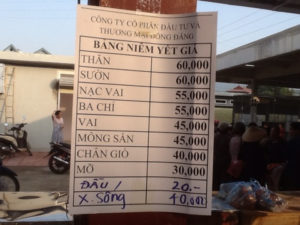 CÔNG TY CỔ PHẦN ĐẦU TƯ VÀ
THƯƠNG MẠI ĐỒNG ĐĂNG
BẢNG NIÊM YẾT GIÁ
THĂN 60,000
SƯỜN 60,000
NẠC VAI 55,000
BA CHỈ 55,000
VAI 45,000
MÔNG SẤN 45,000
CHÂN GIÒ 40,000
MỠ 30,000
ĐẦU 20.-
X. Sống 40,000